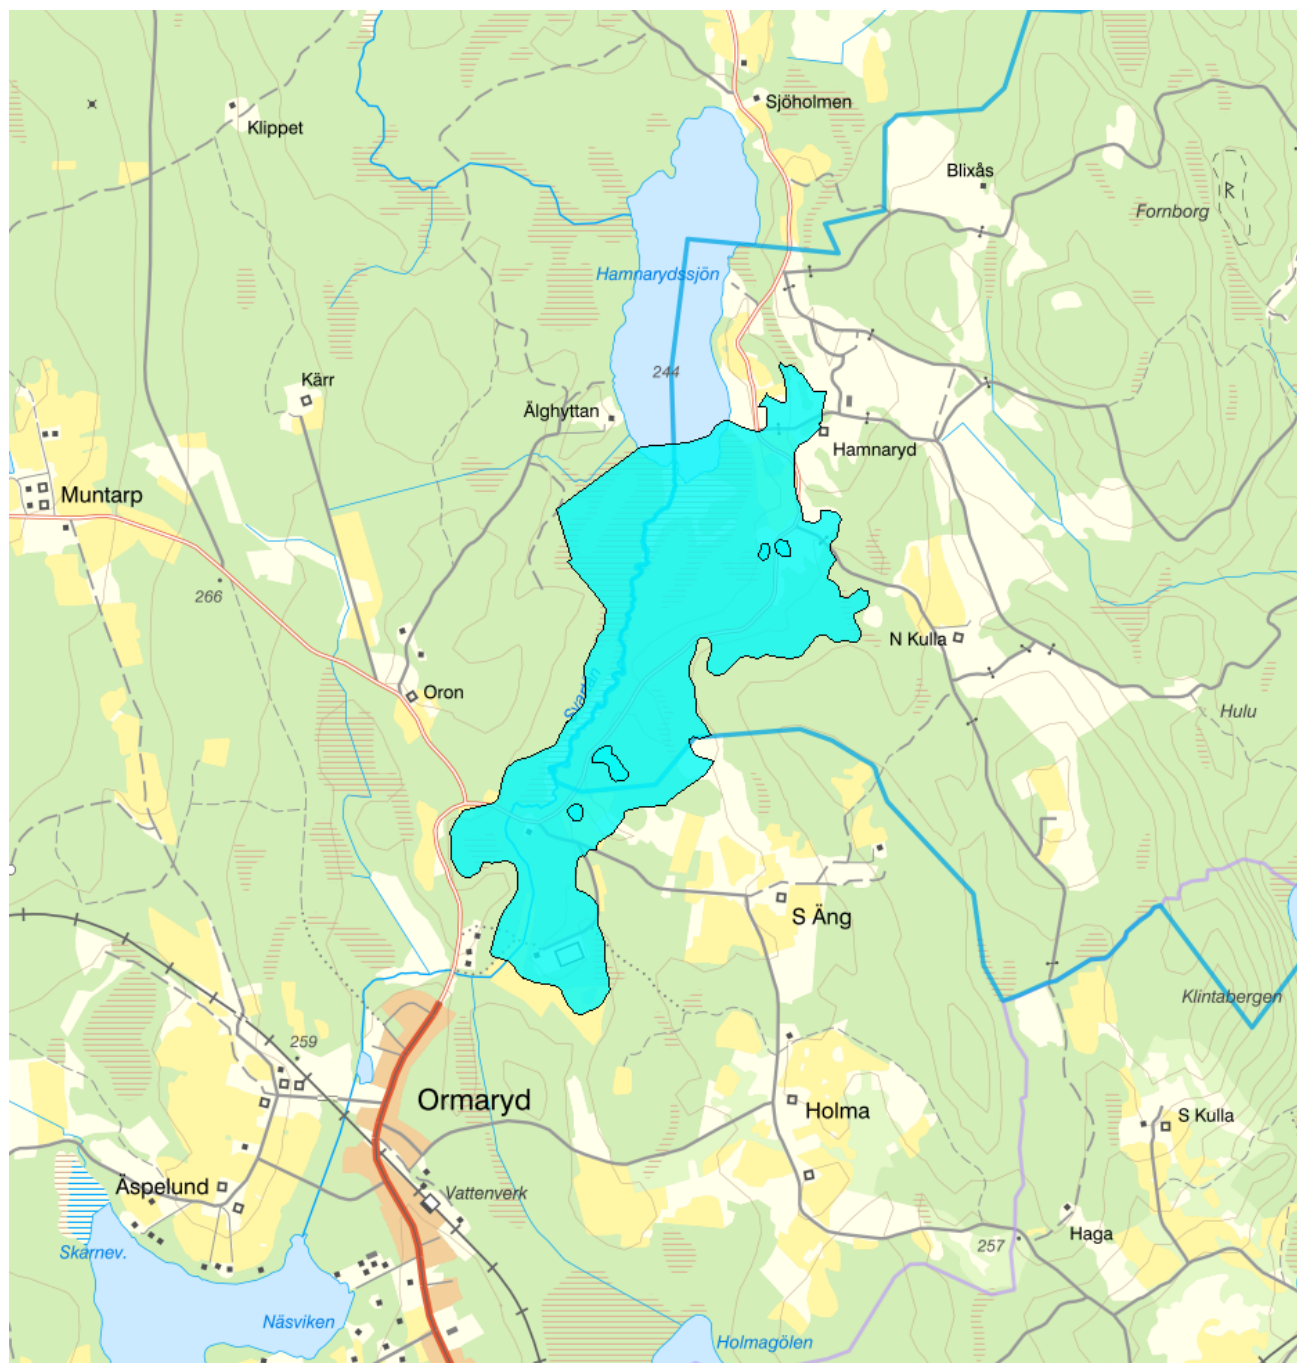 Sjöholmen
Klippet
Blixås
Fornborg
R
Hamnarydssjön
244
Kärr
Älghyttan
Hamnaryd
Muntarp
266
N Kulla
Oron
Svartån
Hulu
S Äng
Klintabergen
259
Ormaryd
Holma
S Kulla
Äspelund
Vattenverk
Skärnev.
257
Haga
Näsviken
Holmagölen